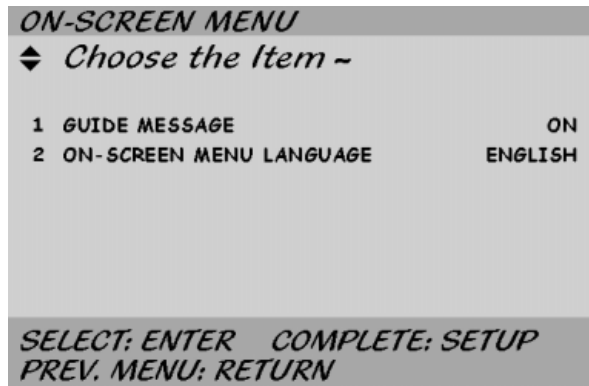 ON-SCREEN MENU
Choose the Item ~
1 GUIDE MESSAGE ON
2 ON-SCREEN MENU LANGUAGE ENGLISH
SELECT: ENTER COMPLETE: SETUP
PREV. MENU: RETURN